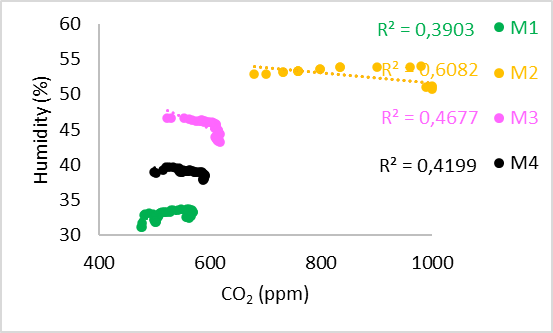 60
55
50
45
40
35
30
Humidity (%)
400
600
800
1000
CO₂ (ppm)
R² = 0,3903
M1
R² = 0,6082
M2
R² = 0,4677
M3
R² = 0,4199
M4